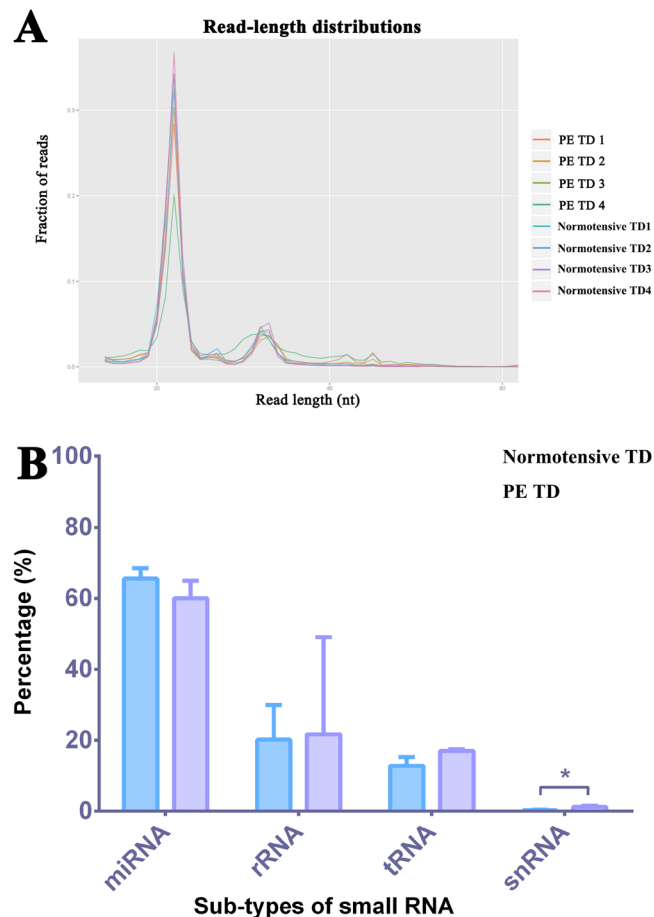 A
Read-length distributions
Fraction of reads
0.3
0.2
0.1
0.0
20
40
60
Read length (nt)
PE TD 1
PE TD 2
PE TD 3
PE TD 4
Normotensive TD1
Normotensive TD2
Normotensive TD3
Normotensive TD4
B
Normotensive TD
PE TD
Percentage (%)
100
80
60
40
20
0
*
miRNA
rRNA
tRNA
snRNA
Sub-types of small RNA